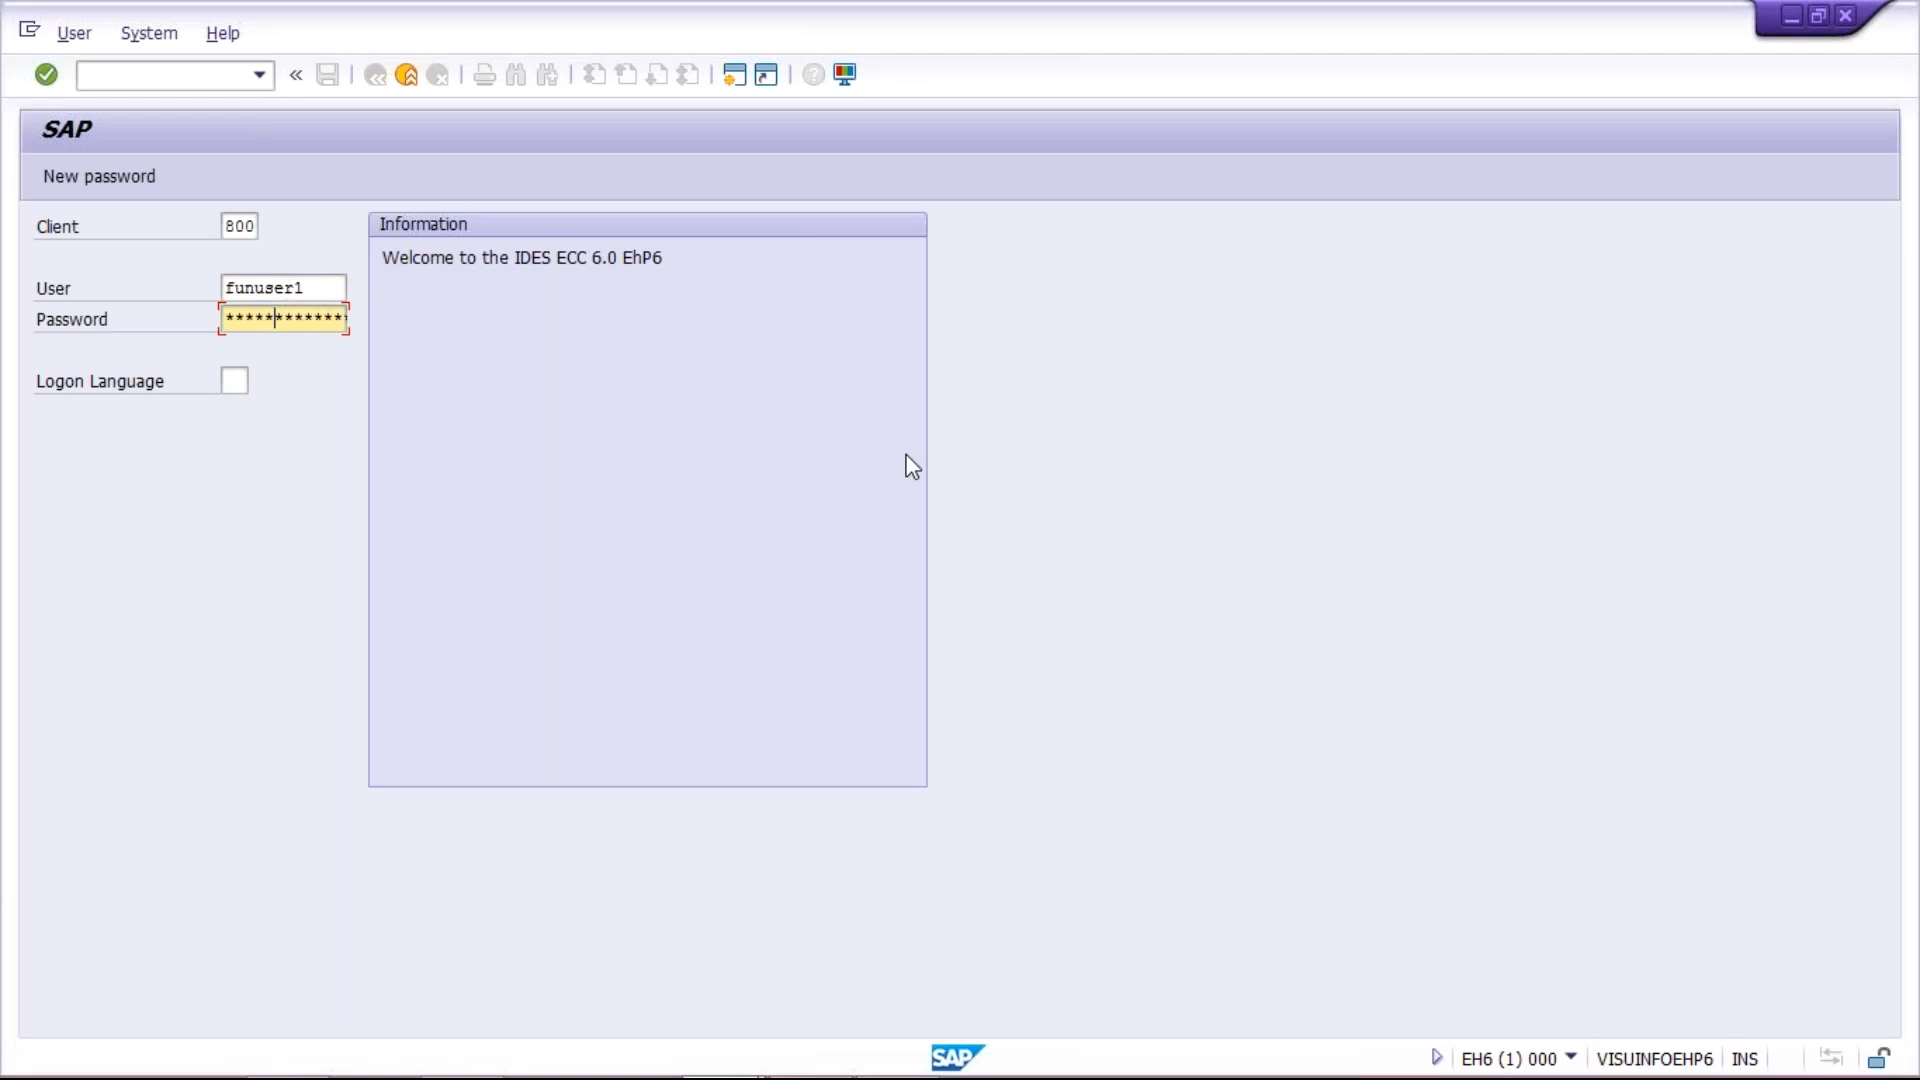 User System Help
SAP
New password
Client 800
Information
Welcome to the IDES ECC 6.0 EhP6
User funuser1
Password *************
Logon Language
SAP
EH6 (1) 000 VISUINFOEHP6 INS